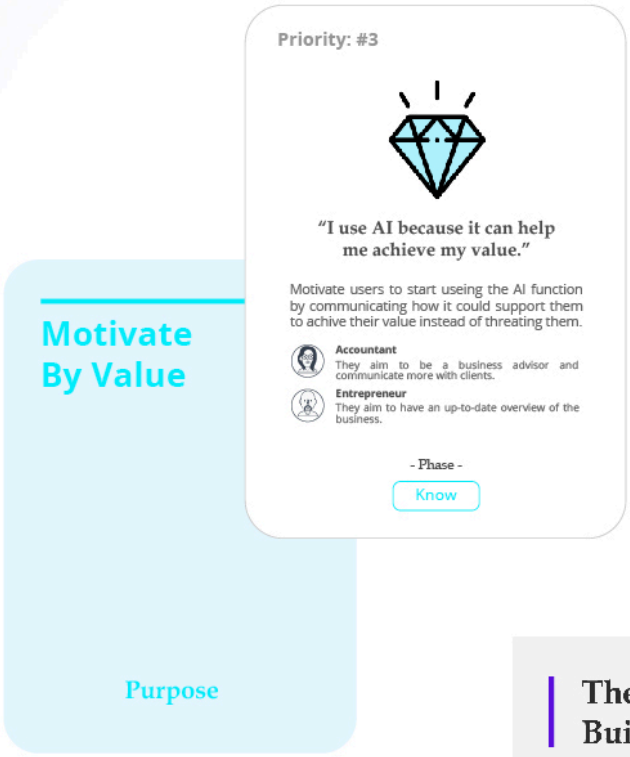 Priority: #3
“I use AI because it can help
me achieve my value.”
Motivate users to start useing the AI function
by communicating how it could support them
to achive their value instead of threating them.
Accountant
They aim to be a business advisor and
communicate more with clients.
Entrepreneur
They aim to have an up-to-date overview of the
business.
- Phase -
Know
Motivate
By Value
Purpose
The
Bui